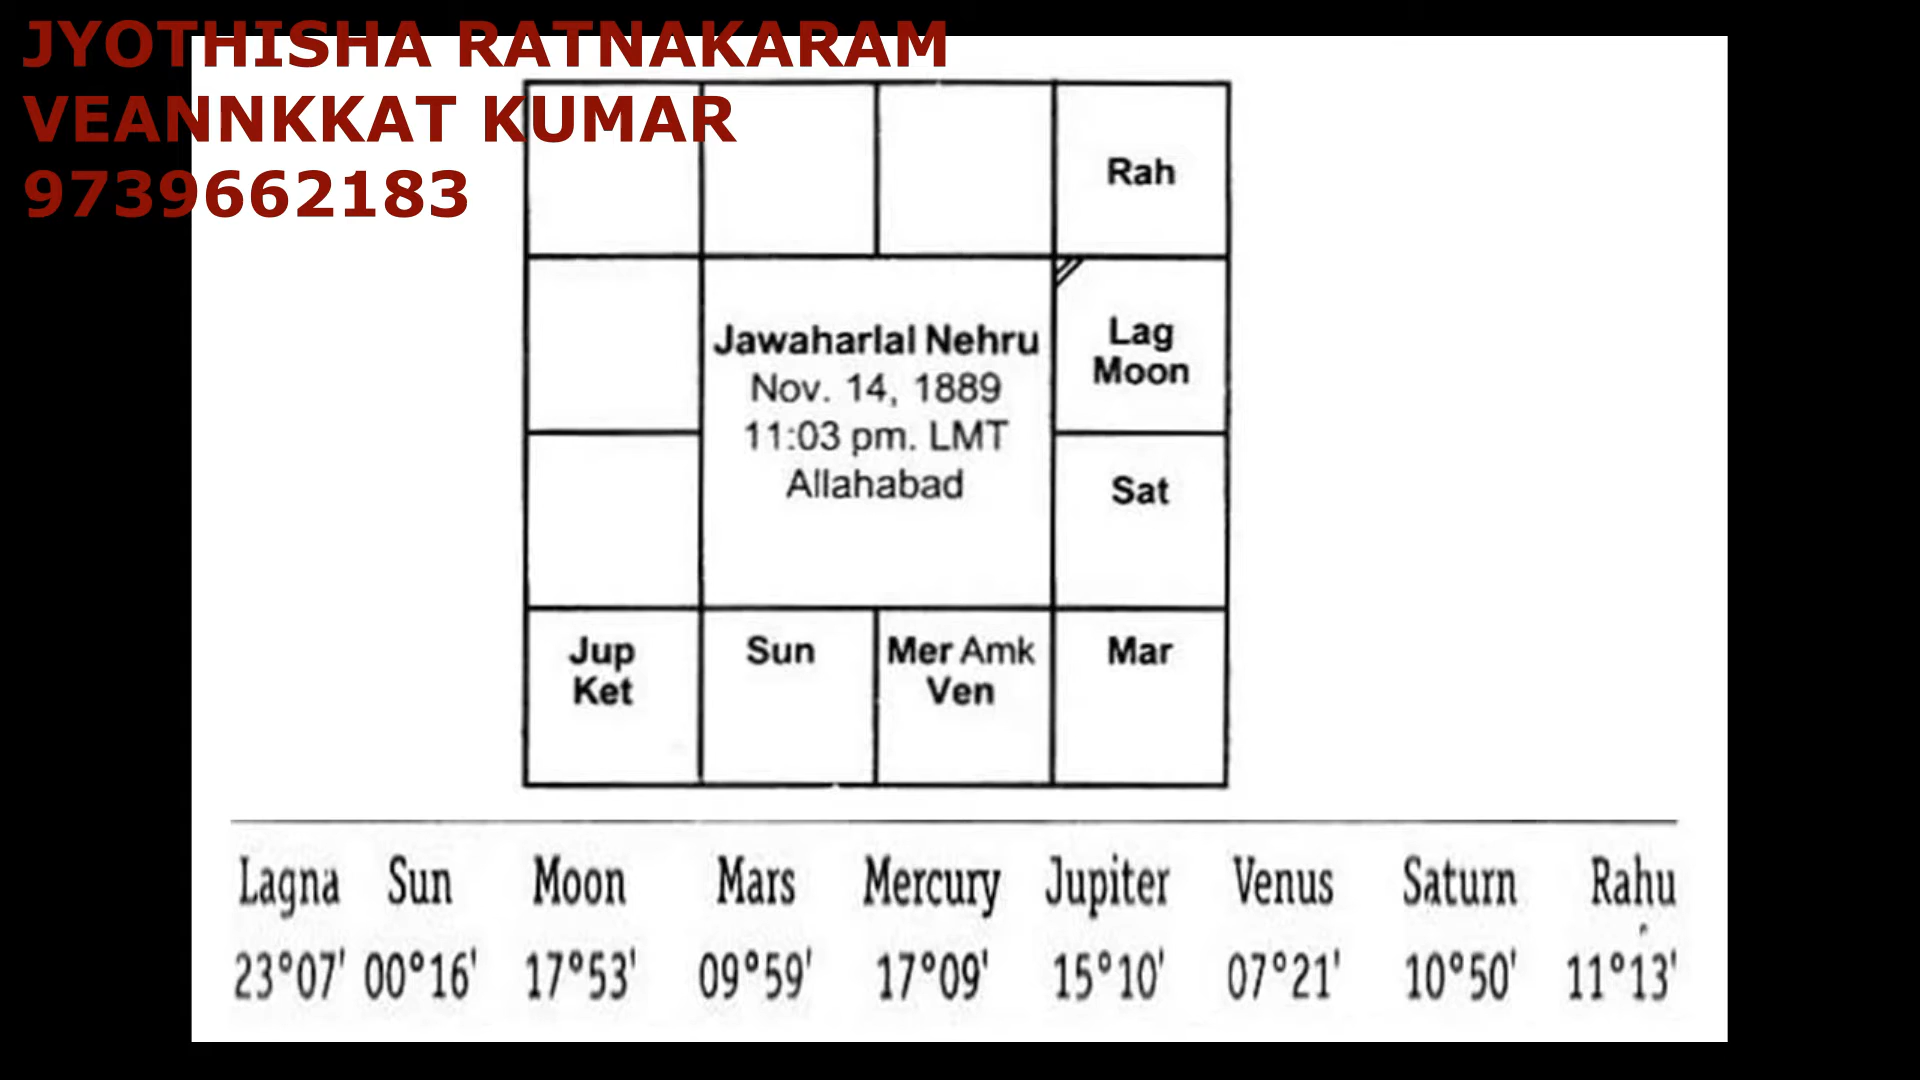 JYOTHISHA RATNAKARAM
VEANNKKAT KUMAR
9739662183
Rah
Jawaharlal Nehru
Nov. 14, 1889
11:03 pm. LMT
Allahabad
Lag
Moon
Sat
Jup
Ket
Sun
Mer Amk
Ven
Mar
Lagna Sun Moon Mars Mercury Jupiter Venus Saturn Rahu
23°07' 00°16' 17°53' 09°59' 17°09' 15°10' 07°21' 10°50' 11°13'